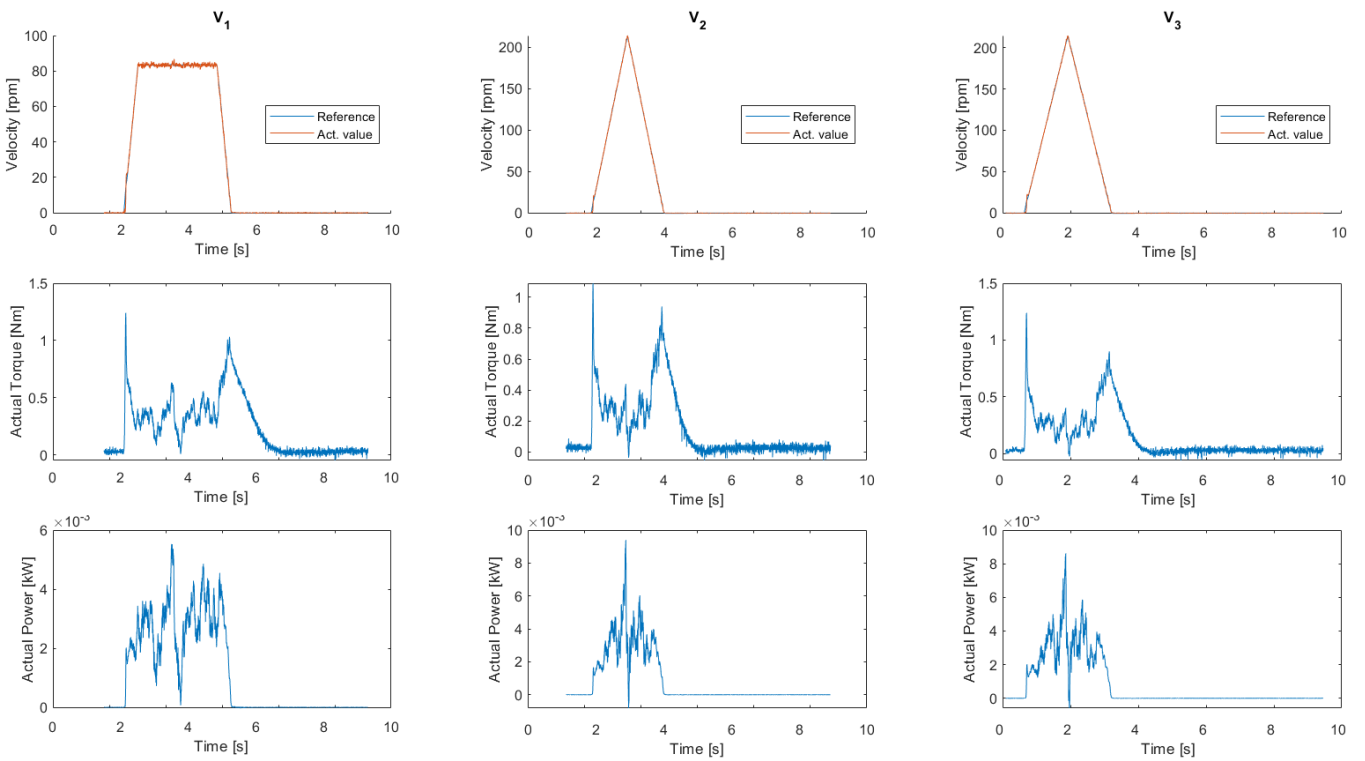 V1 V2 V3
100
80
60
40
20
0
Velocity [rpm]
0 2 4 6 8 10
Time [s]
Reference
Act. value
200
150
100
50
0
Velocity [rpm]
0 2 4 6 8 10
Time [s]
Reference
Act. value
200
150
100
50
0
Velocity [rpm]
0 2 4 6 8 10
Time [s]
Reference
Act. value
1.5
1
0.5
0
Actual Torque [Nm]
0 2 4 6 8 10
Time [s]
1
0.8
0.6
0.4
0.2
0
Actual Torque [Nm]
0 2 4 6 8 10
Time [s]
1.5
1
0.5
0
Actual Torque [Nm]
0 2 4 6 8 10
Time [s]
×10⁻³
6
4
2
0
Actual Power [kW]
0 2 4 6 8 10
Time [s]
×10⁻³
10
8
6
4
2
0
Actual Power [kW]
0 2 4 6 8 10
Time [s]
×10⁻³
10
8
6
4
2
0
Actual Power [kW]
0 2 4 6 8 10
Time [s]